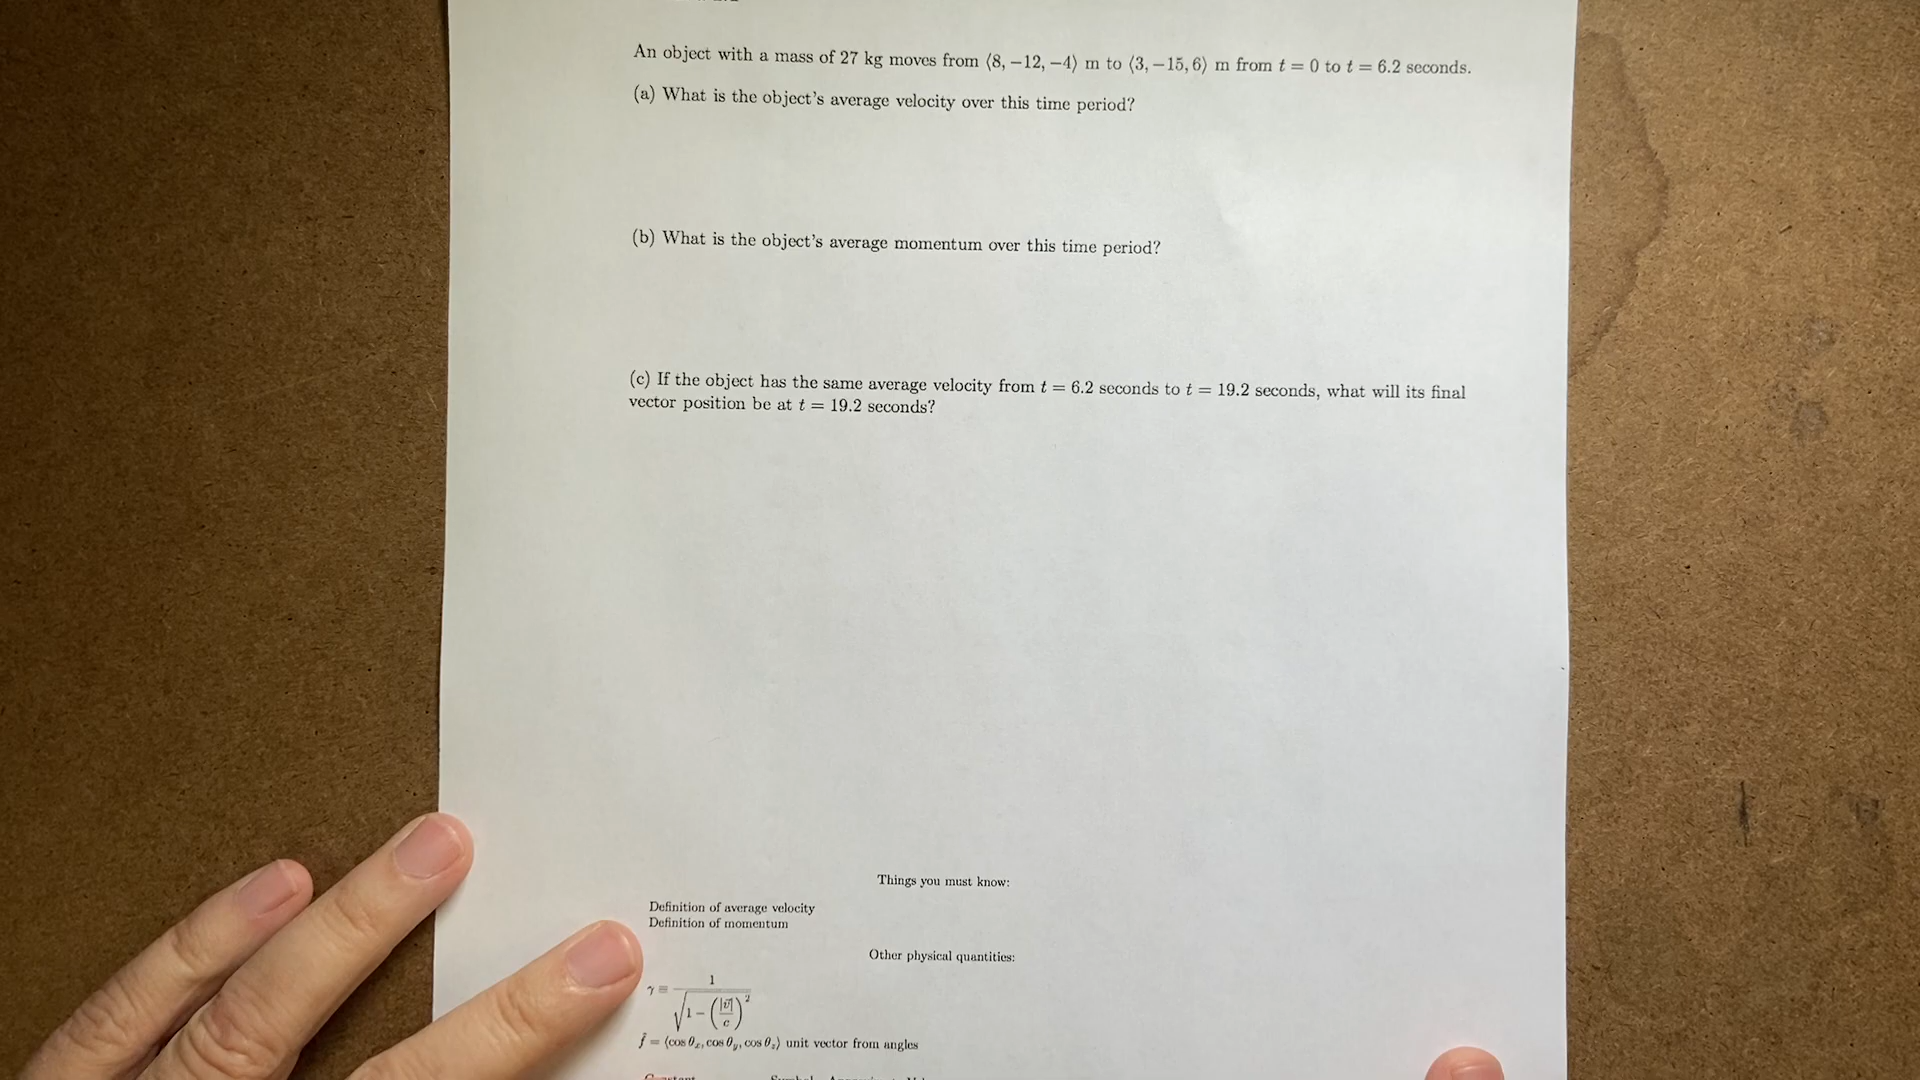 An object with a mass of 27 kg moves from ⟨8, −12, −4⟩ m to ⟨3, −15, 6⟩ m from t = 0 to t = 6.2 seconds.
(a) What is the object's average velocity over this time period?
(b) What is the object's average momentum over this time period?
(c) If the object has the same average velocity from t = 6.2 seconds to t = 19.2 seconds, what will its final
vector position be at t = 19.2 seconds?
Things you must know:
Definition of average velocity
Definition of momentum
Other physical quantities:
γ ≡ 1 / √(1 − (|v⃗|/c)²)
f̂ = ⟨cos θx, cos θy, cos θz⟩ unit vector from angles